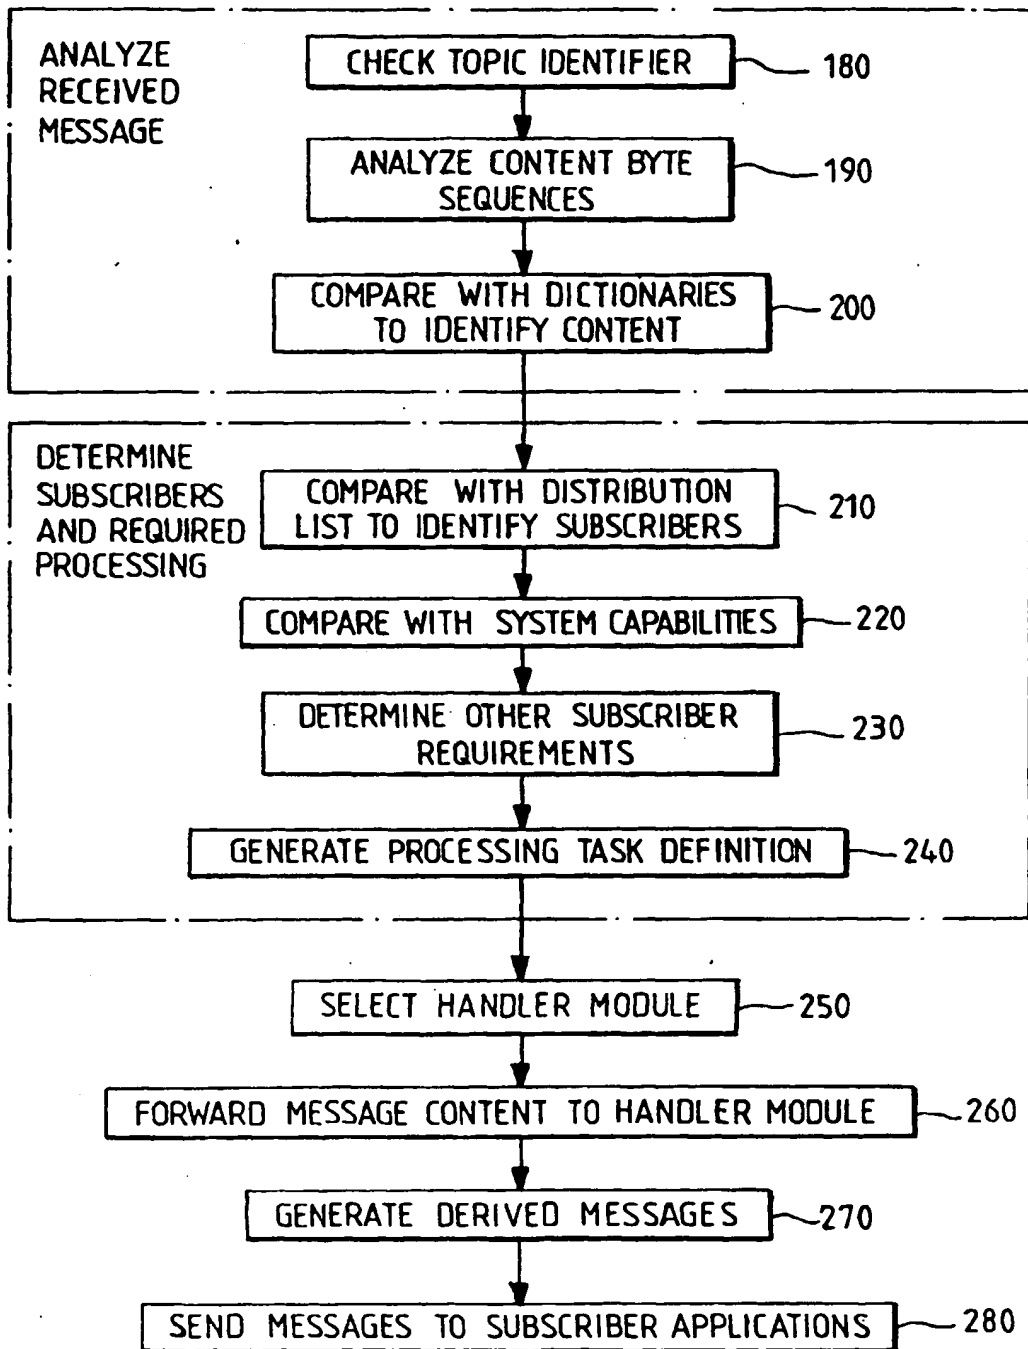 ANALYZE
RECEIVED
MESSAGE
CHECK TOPIC IDENTIFIER
180
ANALYZE CONTENT BYTE
SEQUENCES
190
COMPARE WITH DICTIONARIES
TO IDENTIFY CONTENT
200
DETERMINE
SUBSCRIBERS
AND REQUIRED
PROCESSING
COMPARE WITH DISTRIBUTION
LIST TO IDENTIFY SUBSCRIBERS
210
COMPARE WITH SYSTEM CAPABILITIES
220
DETERMINE OTHER SUBSCRIBER
REQUIREMENTS
230
GENERATE PROCESSING TASK DEFINITION
240
SELECT HANDLER MODULE
250
FORWARD MESSAGE CONTENT TO HANDLER MODULE
260
GENERATE DERIVED MESSAGES
270
SEND MESSAGES TO SUBSCRIBER APPLICATIONS
280